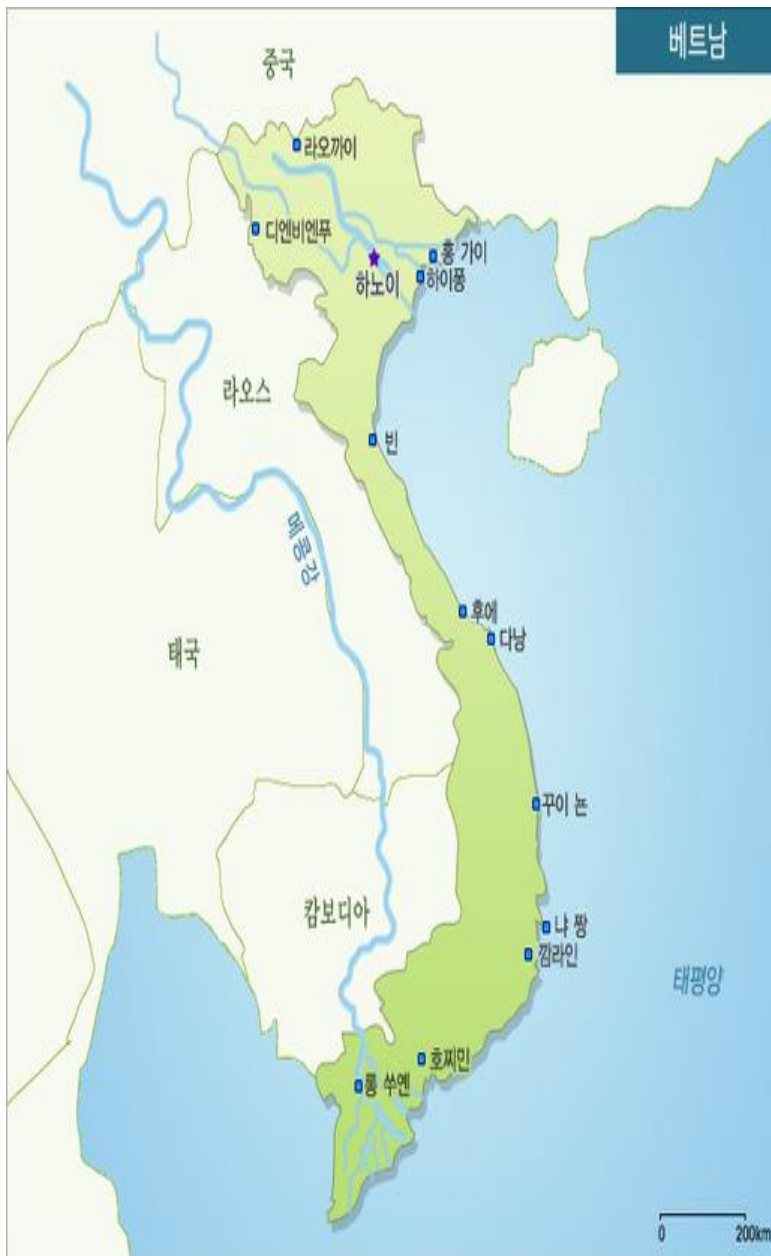 베트남
중국
라오까이
디엔비엔푸
홍 가이
하노이
하이퐁
라오스
빈
메콩강
후에
다낭
태국
꾸이 논
캄보디아
냐 짱
깜라인
태평양
호찌민
롱 쑤옌
0 200km